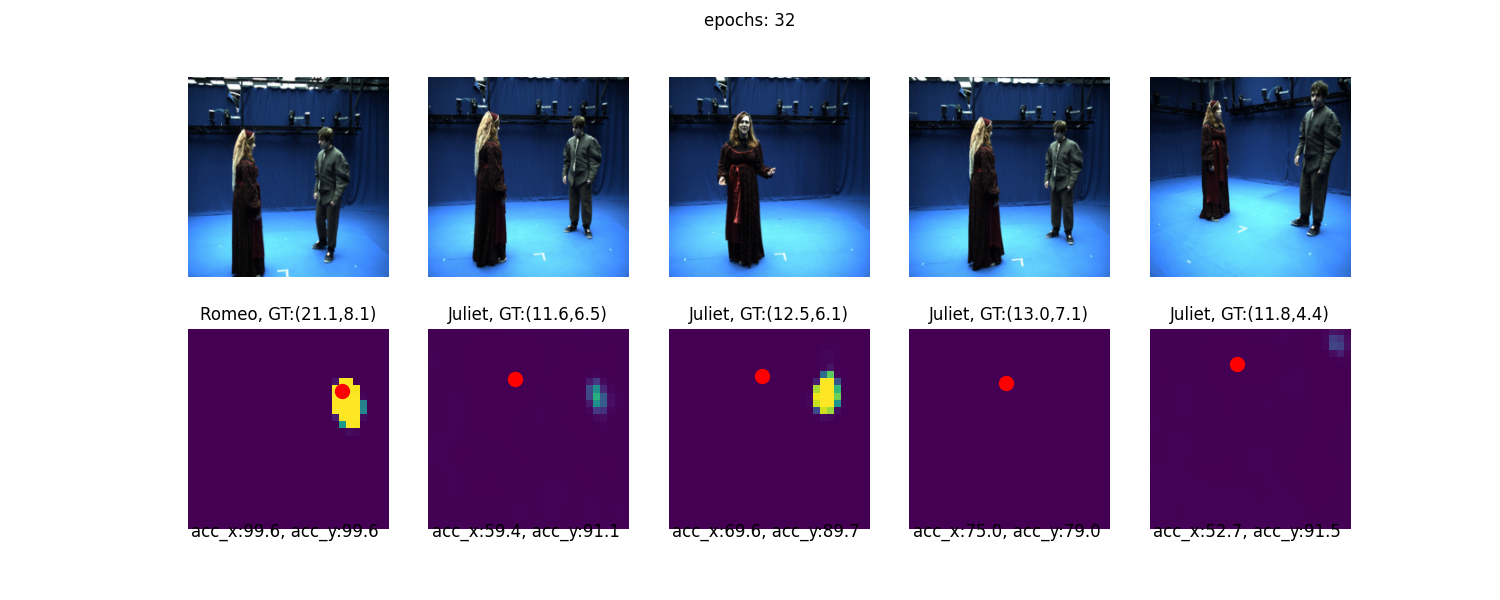 epochs: 32
Romeo, GT:(21.1,8.1)
Juliet, GT:(11.6,6.5)
Juliet, GT:(12.5,6.1)
Juliet, GT:(13.0,7.1)
Juliet, GT:(11.8,4.4)
acc_x:99.6, acc_y:99.6
acc_x:59.4, acc_y:91.1
acc_x:69.6, acc_y:89.7
acc_x:75.0, acc_y:79.0
acc_x:52.7, acc_y:91.5